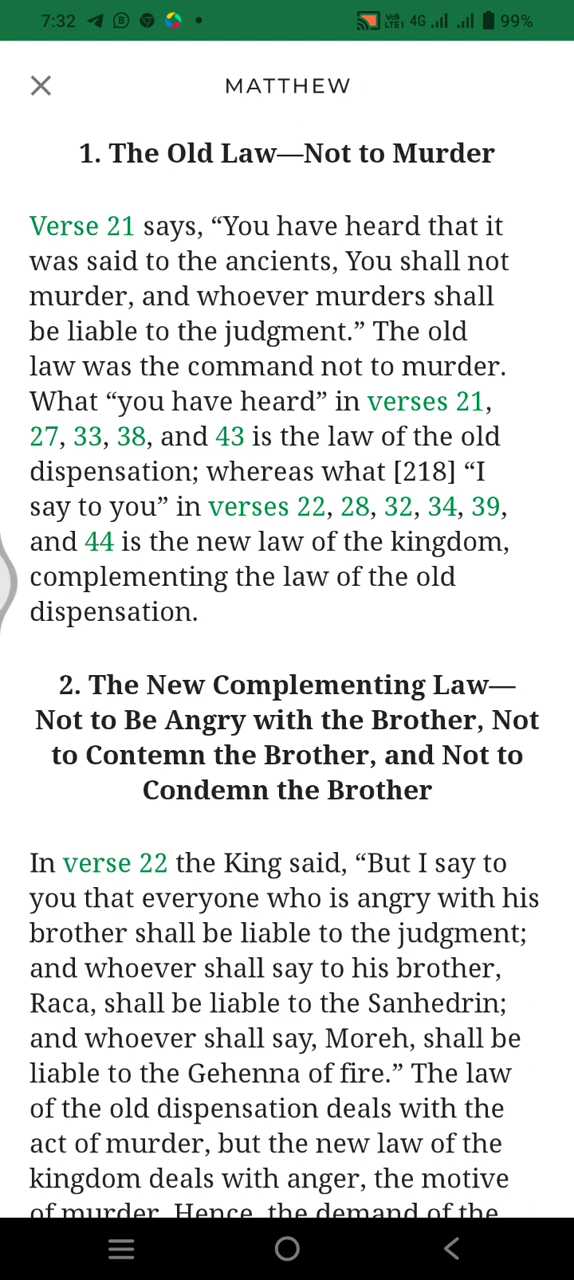 7:32
VoLTE1 4G 99%
MATTHEW
1. The Old Law—Not to Murder
Verse 21 says, “You have heard that it
was said to the ancients, You shall not
murder, and whoever murders shall
be liable to the judgment.” The old
law was the command not to murder.
What “you have heard” in verses 21,
27, 33, 38, and 43 is the law of the old
dispensation; whereas what [218] “I
say to you” in verses 22, 28, 32, 34, 39,
and 44 is the new law of the kingdom,
complementing the law of the old
dispensation.
2. The New Complementing Law—
Not to Be Angry with the Brother, Not
to Contemn the Brother, and Not to
Condemn the Brother
In verse 22 the King said, “But I say to
you that everyone who is angry with his
brother shall be liable to the judgment;
and whoever shall say to his brother,
Raca, shall be liable to the Sanhedrin;
and whoever shall say, Moreh, shall be
liable to the Gehenna of fire.” The law
of the old dispensation deals with the
act of murder, but the new law of the
kingdom deals with anger, the motive
of murder. Hence, the demand of the